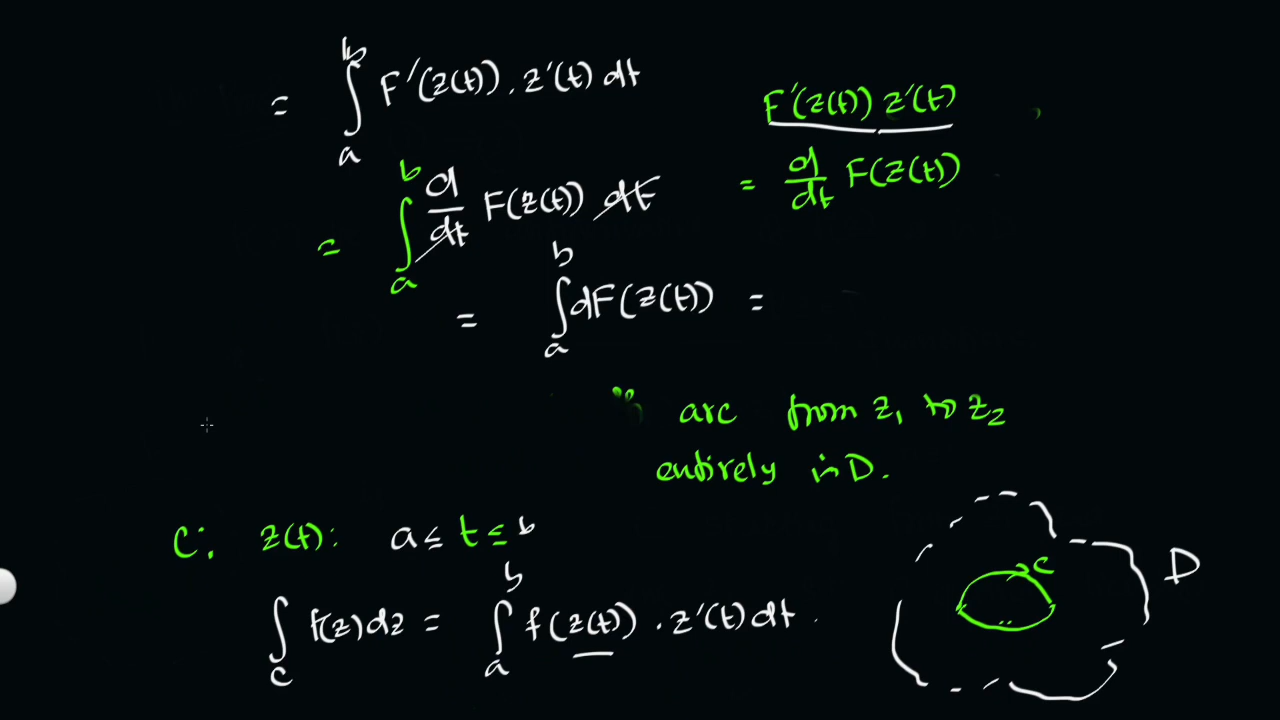 = ∫_a^b F'(z(t)) . z'(t) dt
F'(z(t)) z'(t)
= d/dt F(z(t))
= ∫_a^b d/dt F(z(t)) dt
= ∫_a^b dF(z(t)) =
arc from z₁ to z₂
entirely in D.
C: z(t): a ≤ t ≤ b
∫_C f(z) dz = ∫_a^b f(z(t)) . z'(t) dt .
C
D